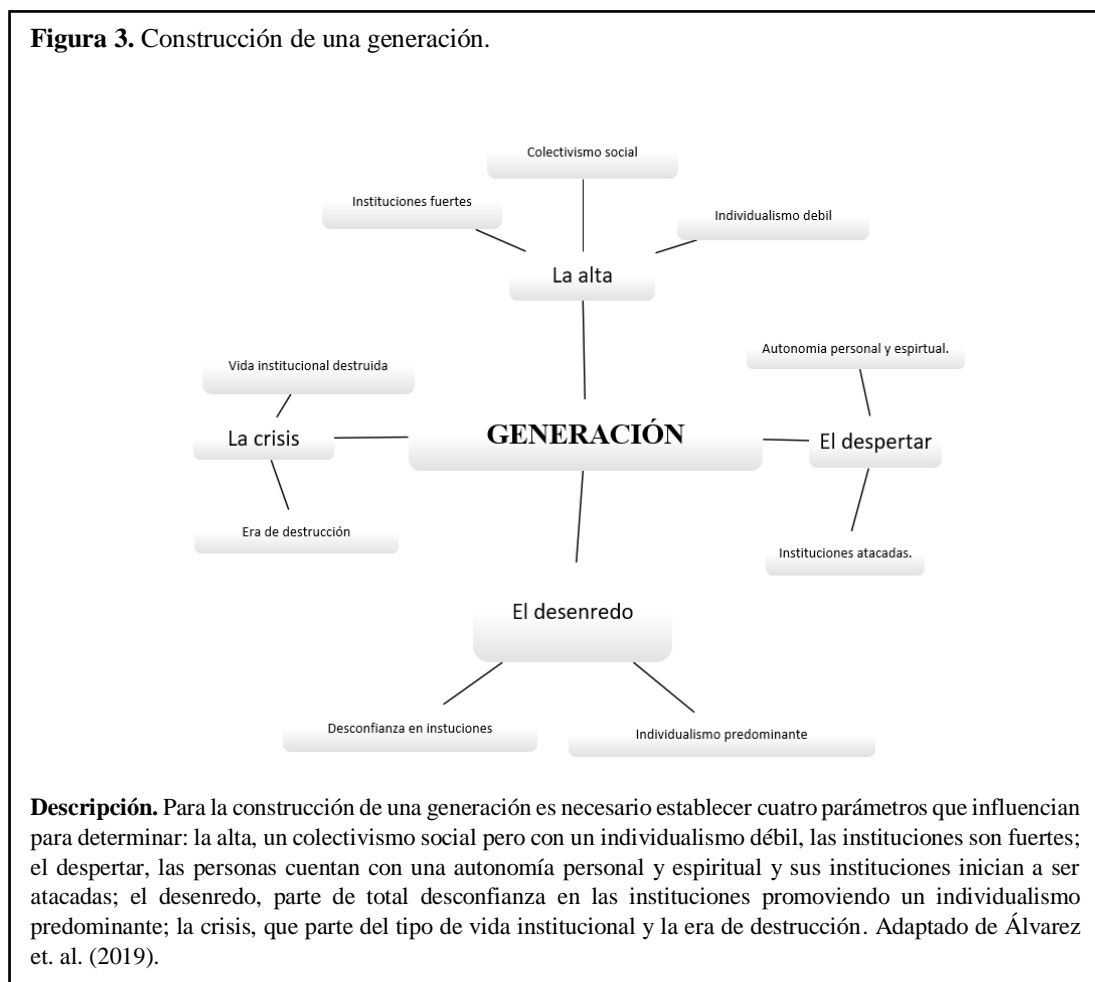 Figura 3. Construcción de una generación.
Colectivismo social
Instituciones fuertes
Individualismo debil
La alta
Autonomia personal y espirtual.
Vida institucional destruida
La crisis
GENERACIÓN
El despertar
Era de destrucción
Instituciones atacadas.
El desenredo
Desconfianza en instuciones
Individualismo predominante
Descripción. Para la construcción de una generación es necesario establecer cuatro parámetros que influencian
para determinar: la alta, un colectivismo social pero con un individualismo débil, las instituciones son fuertes;
el despertar, las personas cuentan con una autonomía personal y espiritual y sus instituciones inician a ser
atacadas; el desenredo, parte de total desconfianza en las instituciones promoviendo un individualismo
predominante; la crisis, que parte del tipo de vida institucional y la era de destrucción. Adaptado de Álvarez
et. al. (2019).